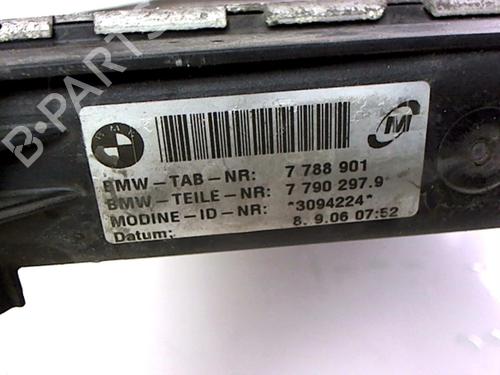 B-PARTS
BMW
M
BMW-TAB-NR: 7 788 901
BMW-TEILE-NR: 7 790 297.9
MODINE-ID-NR: *3094224*
Datum: 8. 9.06 07:52